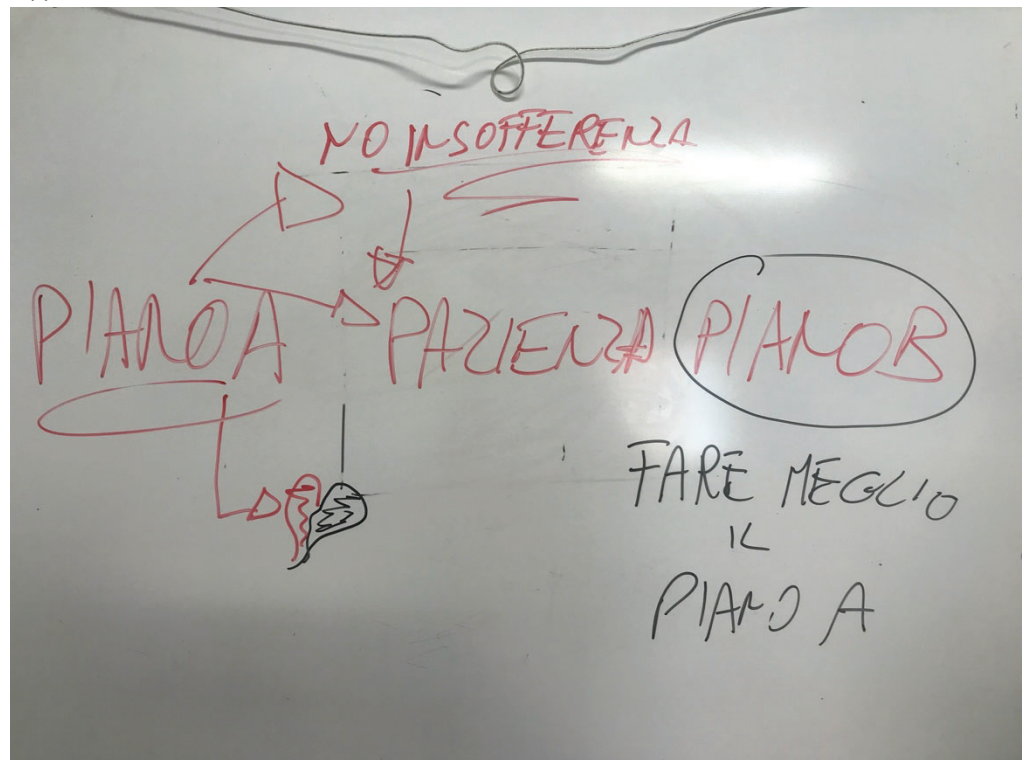 NO INSOFFERENZA
PIANO A PAZIENZA PIANO B
FARE MEGLIO
IL
PIANO A